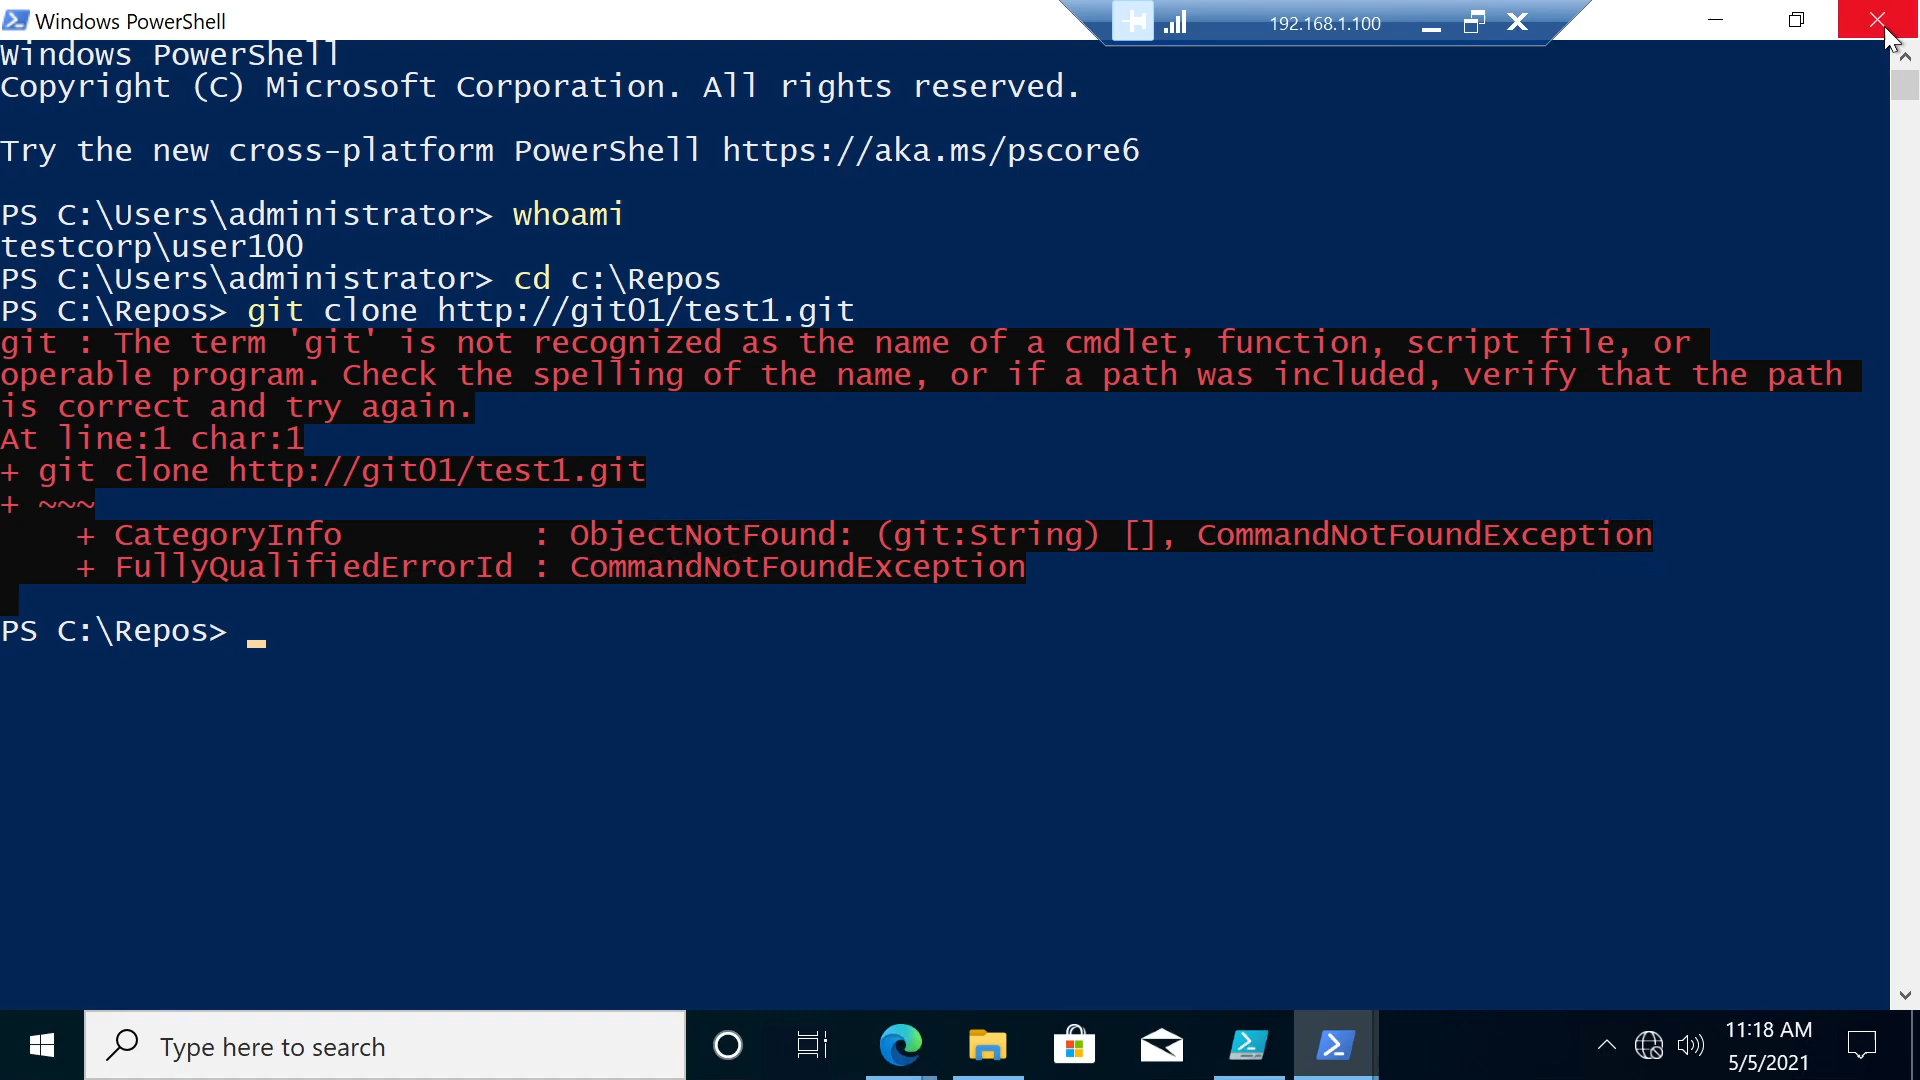 Windows PowerShell
192.168.1.100
Windows PowerShell
Copyright (C) Microsoft Corporation. All rights reserved.
Try the new cross-platform PowerShell https://aka.ms/pscore6
PS C:\Users\administrator> whoami
testcorp\user100
PS C:\Users\administrator> cd c:\Repos
PS C:\Repos> git clone http://git01/test1.git
git : The term 'git' is not recognized as the name of a cmdlet, function, script file, or
operable program. Check the spelling of the name, or if a path was included, verify that the path
is correct and try again.
At line:1 char:1
+ git clone http://git01/test1.git
+ ~~~
    + CategoryInfo          : ObjectNotFound: (git:String) [], CommandNotFoundException
    + FullyQualifiedErrorId : CommandNotFoundException
PS C:\Repos>
Type here to search
11:18 AM
5/5/2021